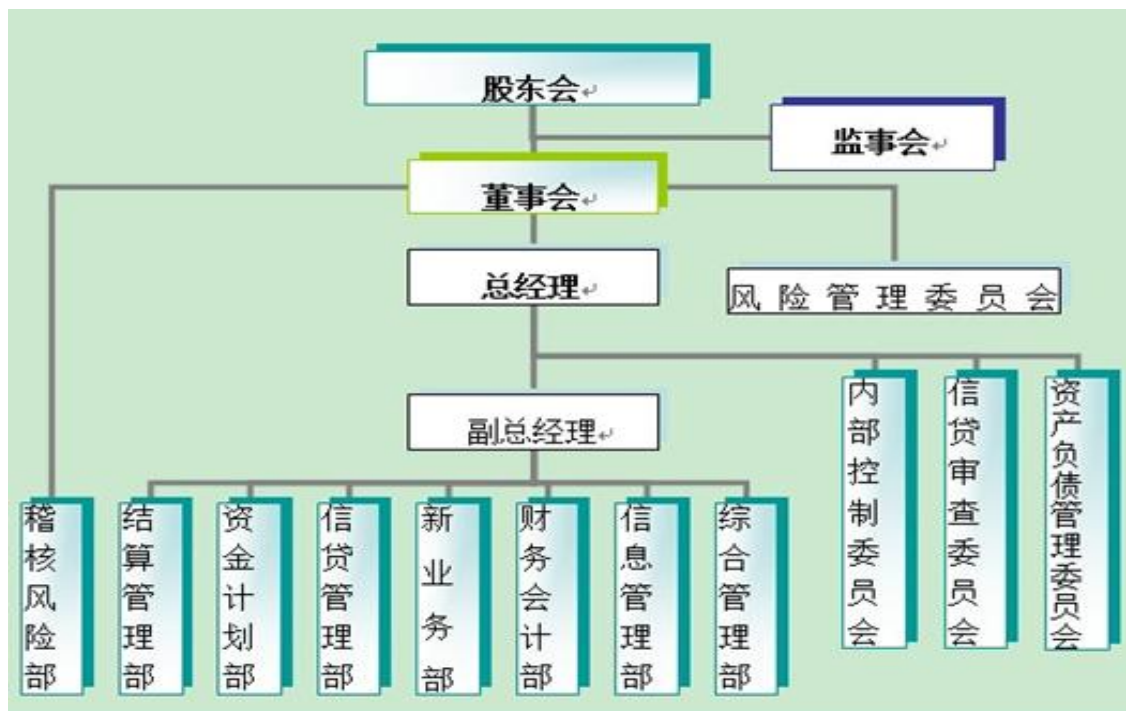 股东会
监事会
董事会
总经理
风险管理委员会
副总经理
内部控制委员会
信贷审查委员会
资产负债管理委员会
稽核风险部
结算管理部
资金计划部
信贷管理部
新业务部
财务会计部
信息管理部
综合管理部